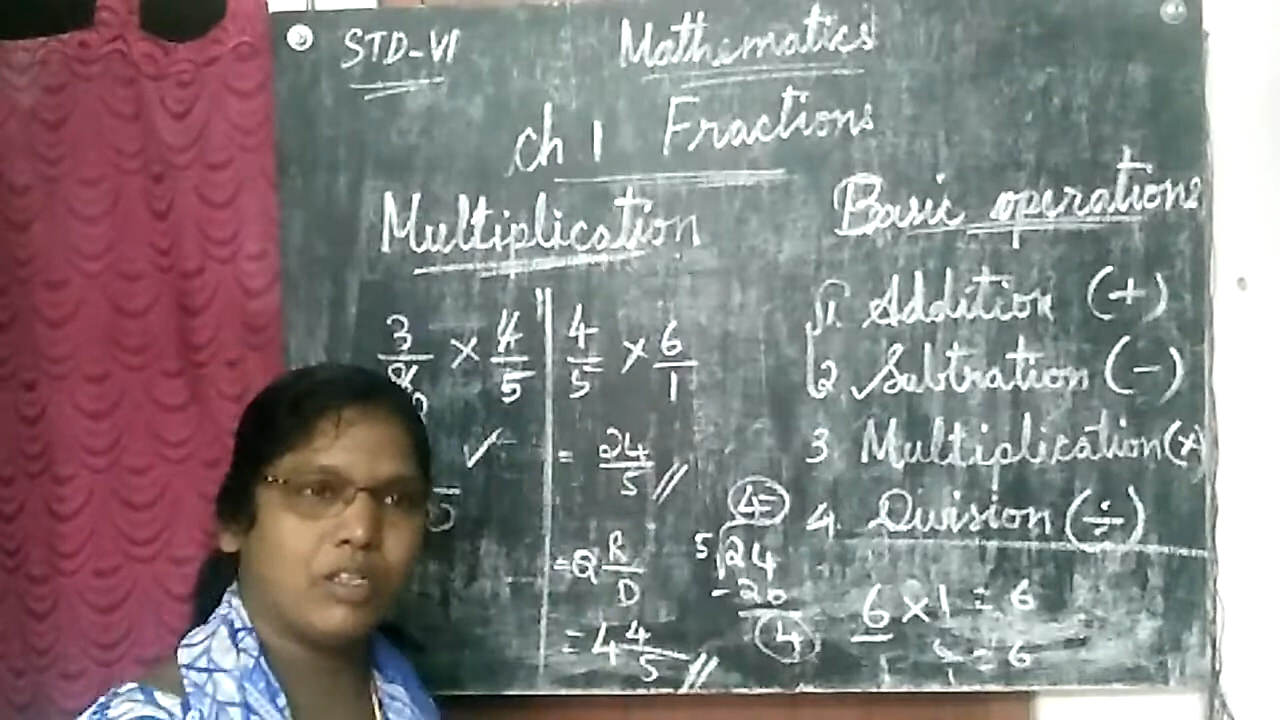 STD-VI
Mathematics
Ch 1 Fractions
Multiplication
3 × 4/5
✓
4/5 × 6/1
= 24/5 //
= Q R/D
= 4 4/5 //
4
5 24
- 20
4
Basic operations
1. Addition (+)
2 Subtration (-)
3 Multiplication (×)
4. Division (÷)
6 × 1 = 6
= 6